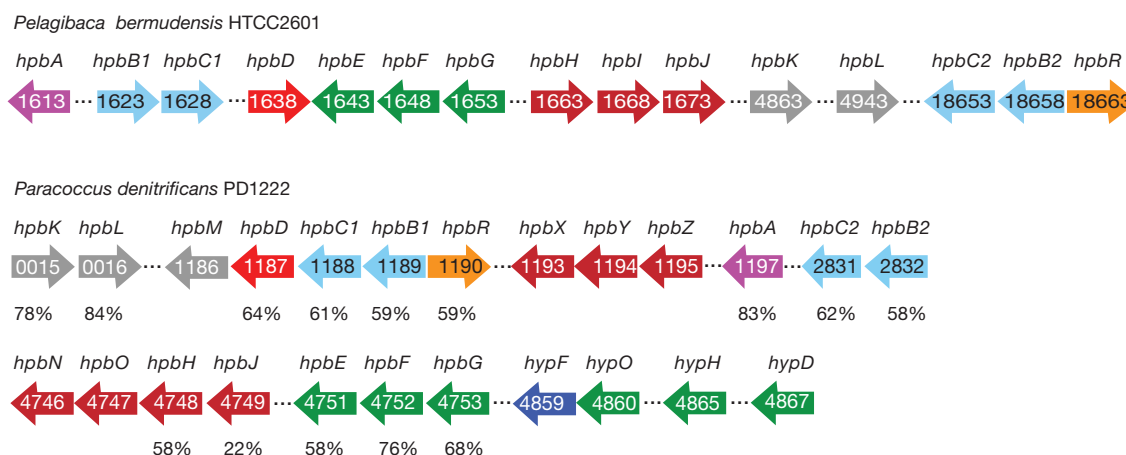 Pelagibaca bermudensis HTCC2601
hpbA hpbB1 hpbC1 hpbD hpbE hpbF hpbG hpbH hpbI hpbJ hpbK hpbL hpbC2 hpbB2 hpbR
1613 ... 1623 1628 ... 1638 1643 1648 1653 ... 1663 1668 1673 ... 4863 ... 4943 ... 18653 18658 18663
Paracoccus denitrificans PD1222
hpbK hpbL hpbM hpbD hpbC1 hpbB1 hpbR hpbX hpbY hpbZ hpbA hpbC2 hpbB2
0015 0016 ... 1186 1187 1188 1189 1190 ... 1193 1194 1195 ... 1197 ... 2831 2832
78% 84% 64% 61% 59% 59% 83% 62% 58%
hpbN hpbO hpbH hpbJ hpbE hpbF hpbG hypF hypO hypH hypD
4746 4747 4748 4749 ... 4751 4752 4753 ... 4859 4860 ... 4865 ... 4867
58% 22% 58% 76% 68%